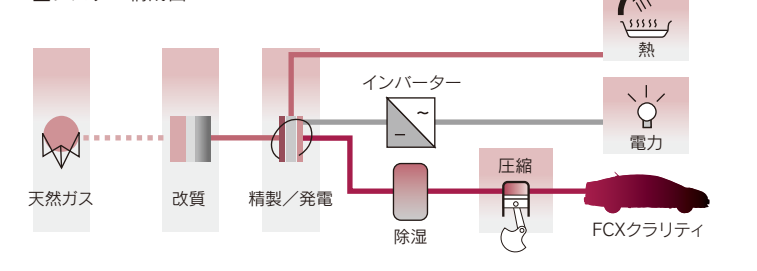 熱
インバーター
~
−
電力
圧縮
天然ガス
改質
精製／発電
除湿
FCXクラリティ